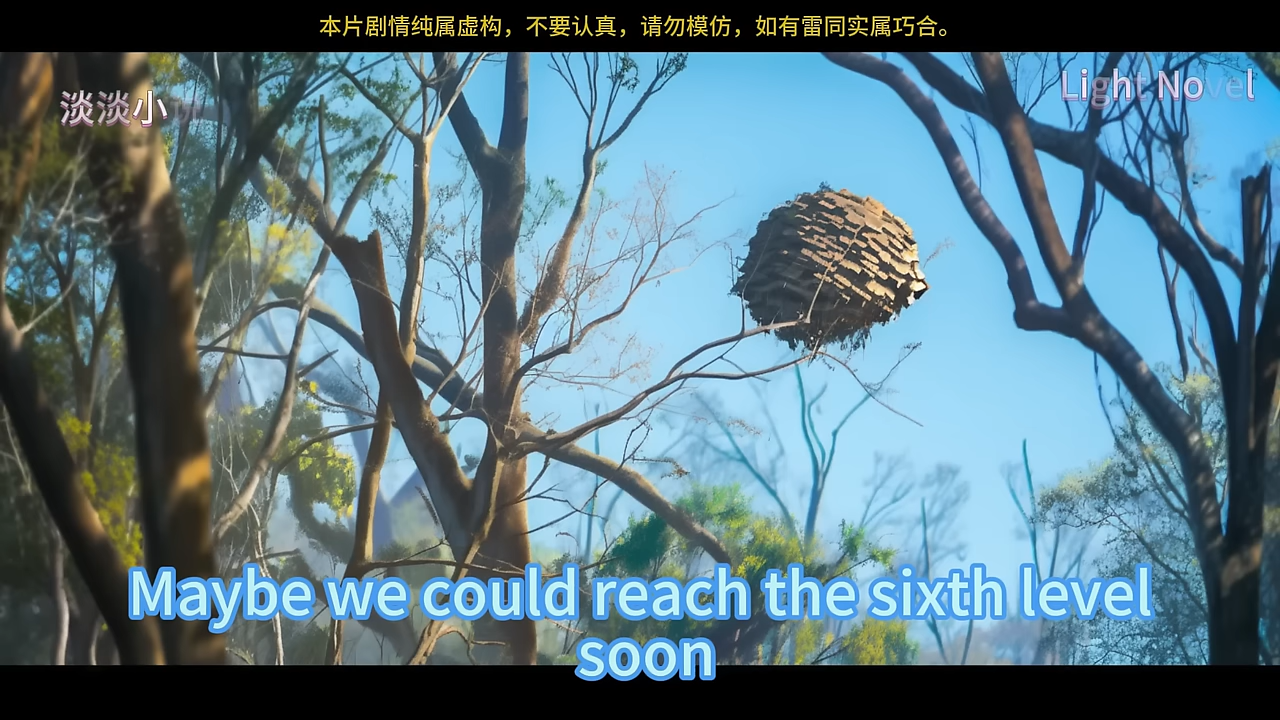 本片剧情纯属虚构，不要认真，请勿模仿，如有雷同实属巧合。
淡淡小
Light Novel
Maybe we could reach the sixth level
soon